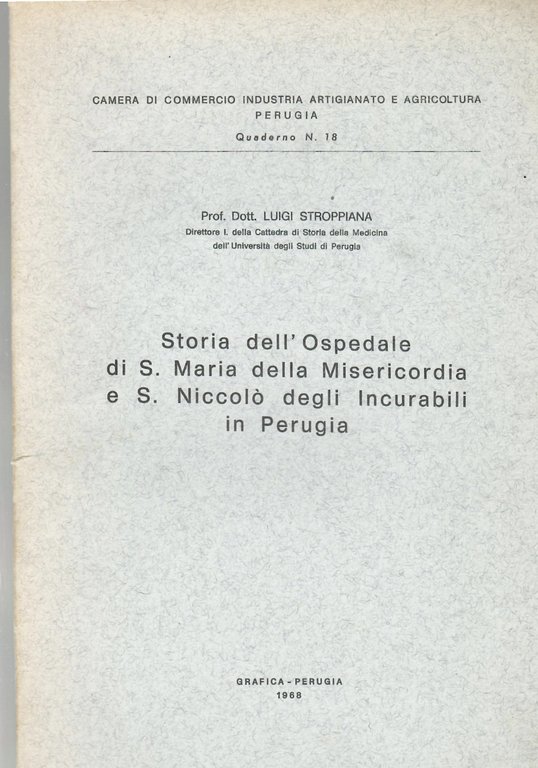 CAMERA DI COMMERCIO INDUSTRIA ARTIGIANATO E AGRICOLTURA
PERUGIA
Quaderno N. 18
Prof. Dott. LUIGI STROPPIANA
Direttore I. della Cattedra di Storia della Medicina
dell'Università degli Studi di Perugia
Storia dell'Ospedale
di S. Maria della Misericordia
e S. Niccolò degli Incurabili
in Perugia
GRAFICA - PERUGIA
1968